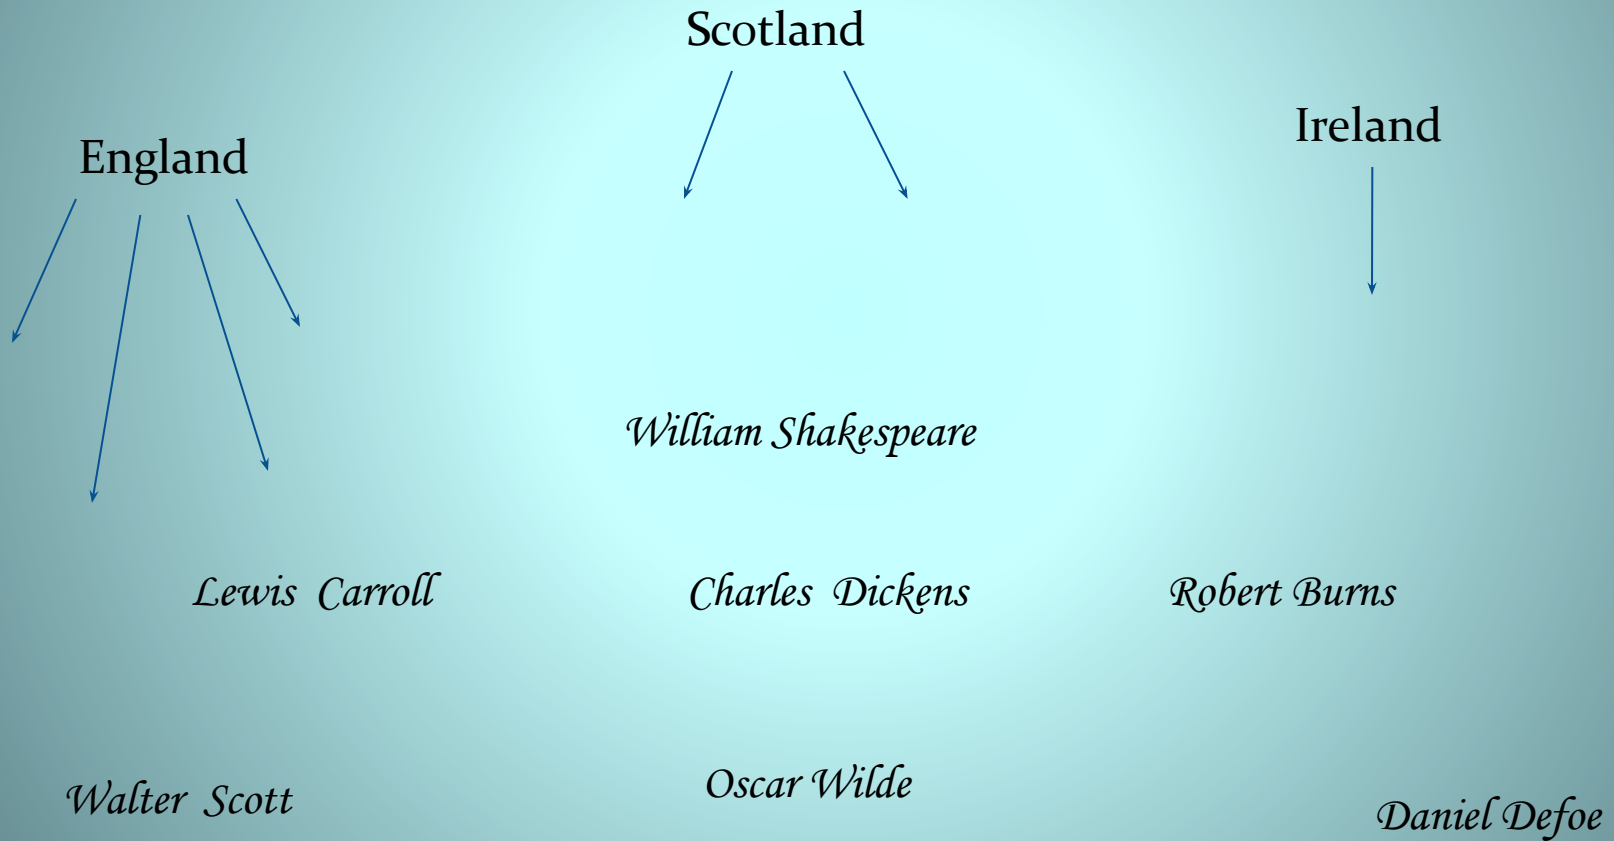 Scotland
Ireland
England
William Shakespeare
Lewis Carroll
Charles Dickens
Robert Burns
Oscar Wilde
Walter Scott
Daniel Defoe